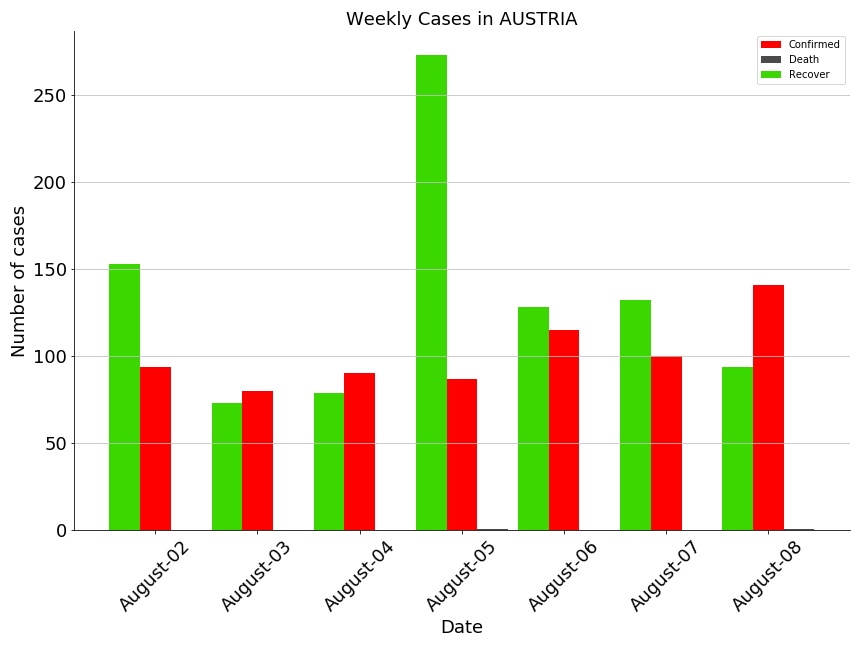 Weekly Cases in AUSTRIA
Confirmed
Death
Recover
Number of cases
250
200
150
100
50
0
August-02
August-03
August-04
August-05
August-06
August-07
August-08
Date